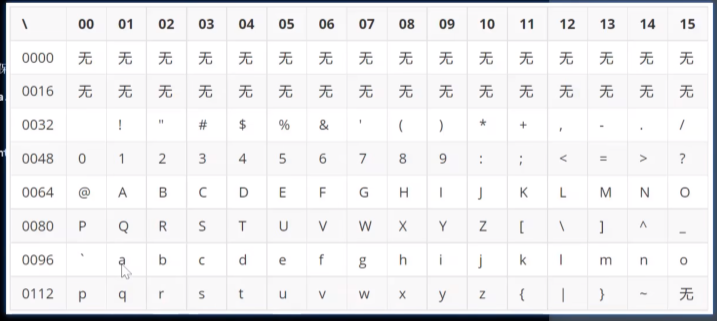 \ 00 01 02 03 04 05 06 07 08 09 10 11 12 13 14 15
0000 无 无 无 无 无 无 无 无 无 无 无 无 无 无 无 无
0016 无 无 无 无 无 无 无 无 无 无 无 无 无 无 无 无
0032 ! " # $ % & ' ( ) * + , - . /
0048 0 1 2 3 4 5 6 7 8 9 : ; < = > ?
0064 @ A B C D E F G H I J K L M N O
0080 P Q R S T U V W X Y Z [ \ ] ^ _
0096 ` a b c d e f g h i j k l m n o
0112 p q r s t u v w x y z { | } ~ 无